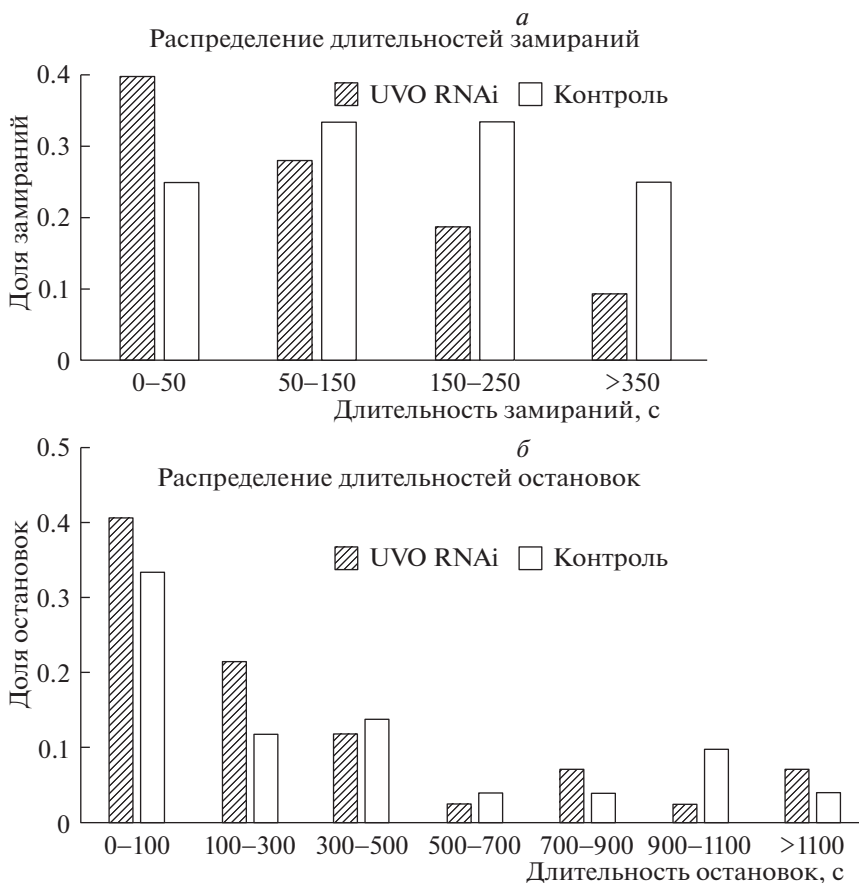 а
Распределение длительностей замираний
0.4
UVO RNAi
Контроль
0.3
0.2
0.1
0
Доля замираний
0–50
50–150
150–250
>350
Длительность замираний, с
б
0.5
Распределение длительностей остановок
0.4
UVO RNAi
Контроль
0.3
0.2
0.1
0
Доля остановок
0–100
100–300
300–500
500–700
700–900
900–1100
>1100
Длительность остановок, с